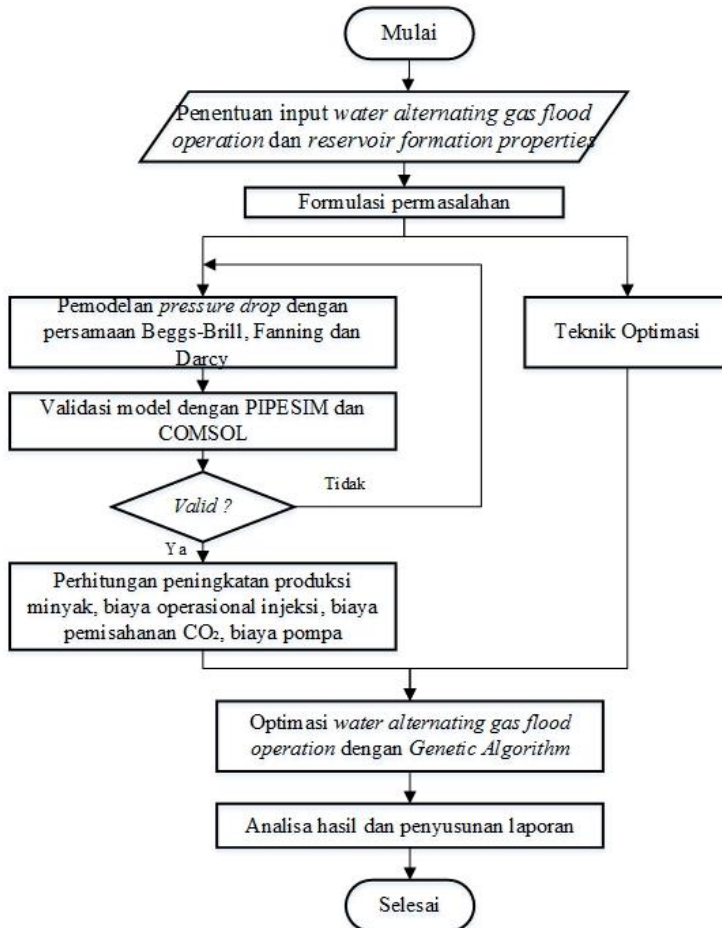 Mulai
Penentuan input water alternating gas flood
operation dan reservoir formation properties
Formulasi permasalahan
Pemodelan pressure drop dengan
persamaan Beggs-Brill, Fanning dan
Darcy
Teknik Optimasi
Validasi model dengan PIPESIM dan
COMSOL
Valid ?
Tidak
Ya
Perhitungan peningkatan produksi
minyak, biaya operasional injeksi, biaya
pemisahanan CO₂, biaya pompa
Optimasi water alternating gas flood
operation dengan Genetic Algorithm
Analisa hasil dan penyusunan laporan
Selesai